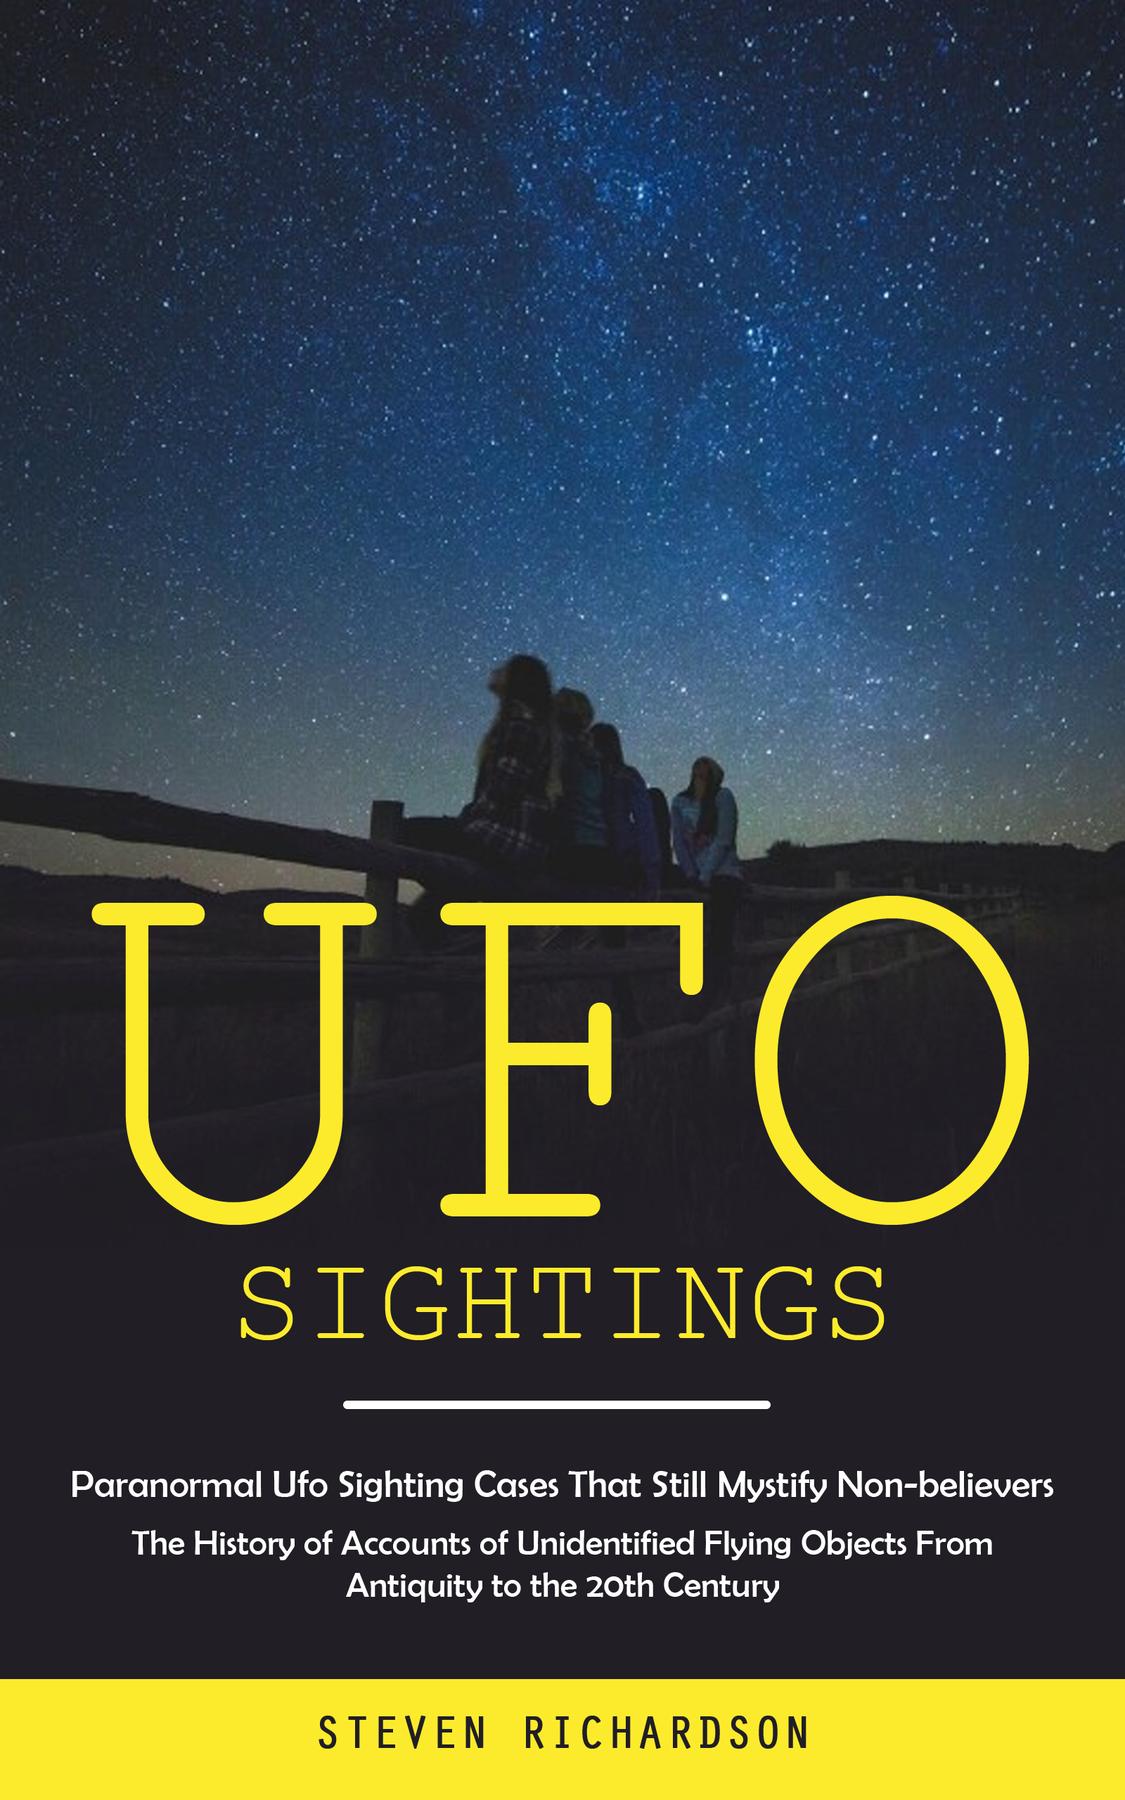 UFO
SIGHTINGS
Paranormal Ufo Sighting Cases That Still Mystify Non-believers
The History of Accounts of Unidentified Flying Objects From
Antiquity to the 20th Century
STEVEN RICHARDSON